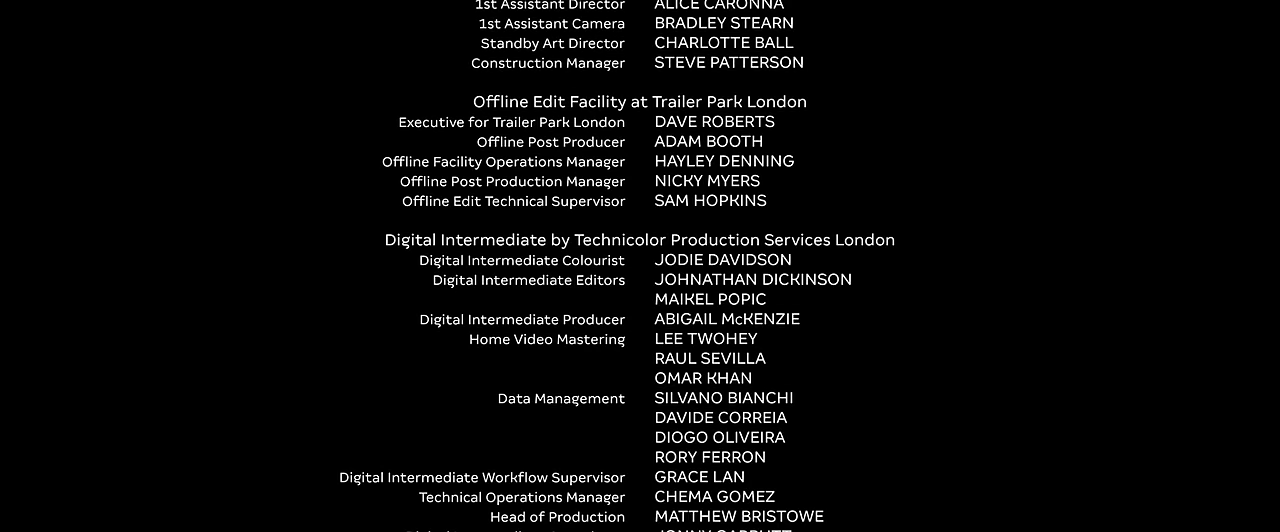 1st Assistant Director ALICE CARONNA
1st Assistant Camera BRADLEY STEARN
Standby Art Director CHARLOTTE BALL
Construction Manager STEVE PATTERSON
Offline Edit Facility at Trailer Park London
Executive for Trailer Park London DAVE ROBERTS
Offline Post Producer ADAM BOOTH
Offline Facility Operations Manager HAYLEY DENNING
Offline Post Production Manager NICKY MYERS
Offline Edit Technical Supervisor SAM HOPKINS
Digital Intermediate by Technicolor Production Services London
Digital Intermediate Colourist JODIE DAVIDSON
Digital Intermediate Editors JOHNATHAN DICKINSON
MAIKEL POPIC
Digital Intermediate Producer ABIGAIL McKENZIE
Home Video Mastering LEE TWOHEY
RAUL SEVILLA
OMAR KHAN
Data Management SILVANO BIANCHI
DAVIDE CORREIA
DIOGO OLIVEIRA
RORY FERRON
Digital Intermediate Workflow Supervisor GRACE LAN
Technical Operations Manager CHEMA GOMEZ
Head of Production MATTHEW BRISTOWE